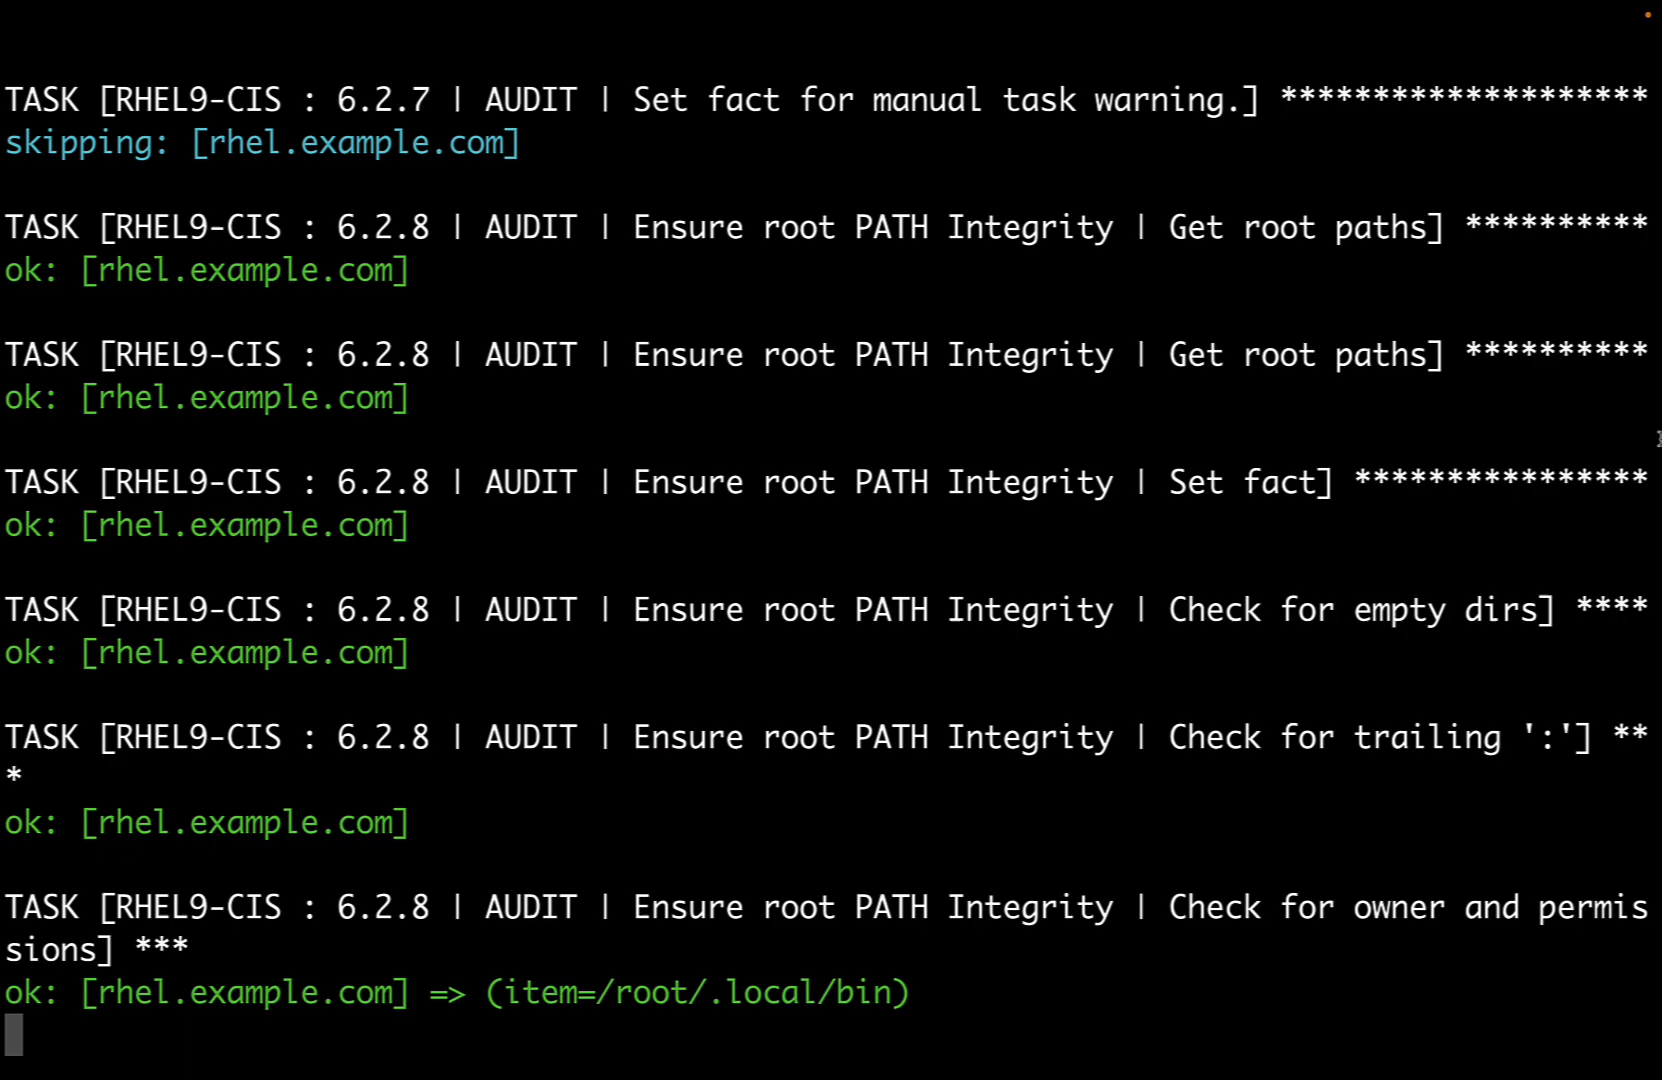 TASK [RHEL9-CIS : 6.2.7 | AUDIT | Set fact for manual task warning.] ********************
skipping: [rhel.example.com]
TASK [RHEL9-CIS : 6.2.8 | AUDIT | Ensure root PATH Integrity | Get root paths] **********
ok: [rhel.example.com]
TASK [RHEL9-CIS : 6.2.8 | AUDIT | Ensure root PATH Integrity | Get root paths] **********
ok: [rhel.example.com]
TASK [RHEL9-CIS : 6.2.8 | AUDIT | Ensure root PATH Integrity | Set fact] ****************
ok: [rhel.example.com]
TASK [RHEL9-CIS : 6.2.8 | AUDIT | Ensure root PATH Integrity | Check for empty dirs] ****
ok: [rhel.example.com]
TASK [RHEL9-CIS : 6.2.8 | AUDIT | Ensure root PATH Integrity | Check for trailing ':'] **
*
ok: [rhel.example.com]
TASK [RHEL9-CIS : 6.2.8 | AUDIT | Ensure root PATH Integrity | Check for owner and permis
sions] ***
ok: [rhel.example.com] => (item=/root/.local/bin)